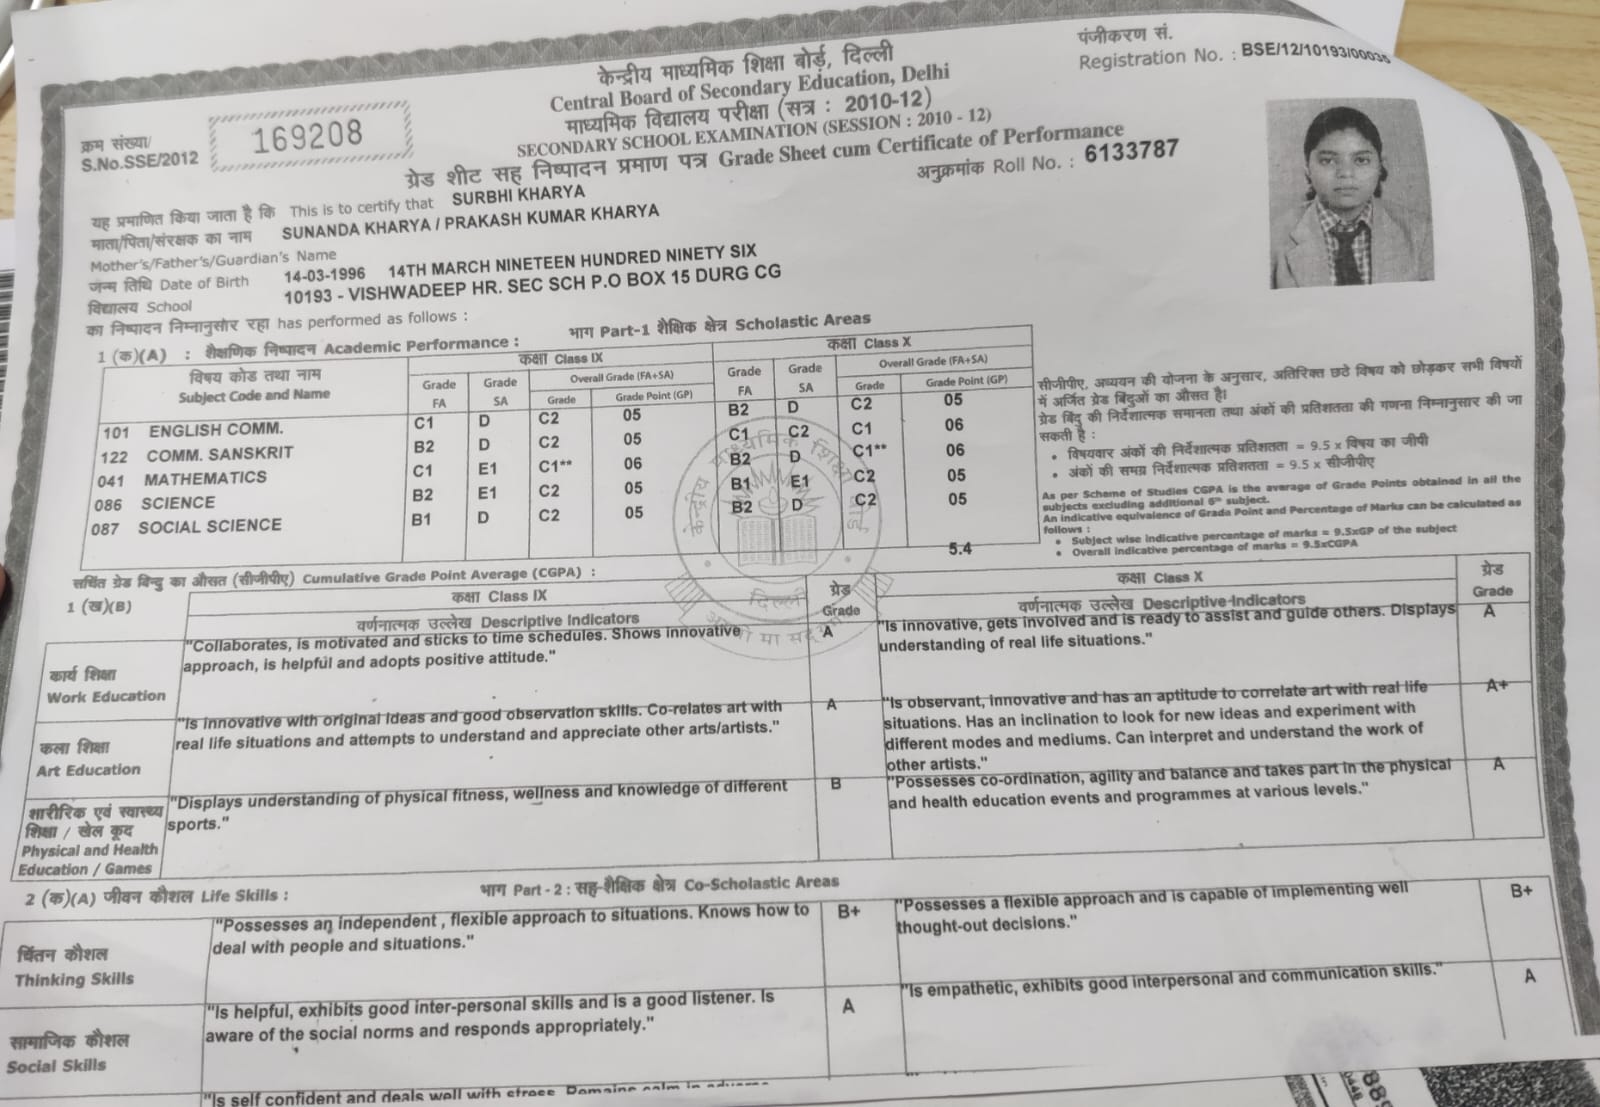 पंजीकरण सं.
Registration No. : BSE/12/10193/00036
केन्द्रीय माध्यमिक शिक्षा बोर्ड, दिल्ली
Central Board of Secondary Education, Delhi
माध्यमिक विद्यालय परीक्षा (सत्र : 2010-12)
SECONDARY SCHOOL EXAMINATION (SESSION : 2010 - 12)
ग्रेड शीट सह निष्पादन प्रमाण पत्र Grade Sheet cum Certificate of Performance
क्रम संख्या/
S.No.SSE/2012 169208
अनुक्रमांक Roll No. : 6133787
यह प्रमाणित किया जाता है कि This is to certify that SURBHI KHARYA
माता/पिता/संरक्षक का नाम SUNANDA KHARYA / PRAKASH KUMAR KHARYA
Mother's/Father's/Guardian's Name
जन्म तिथि Date of Birth 14-03-1996 14TH MARCH NINETEEN HUNDRED NINETY SIX
विद्यालय School 10193 - VISHWADEEP HR. SEC SCH P.O BOX 15 DURG CG
का निष्पादन निम्नानुसार रहा has performed as follows :
भाग Part-1 शैक्षिक क्षेत्र Scholastic Areas
1 (क)(A) : शैक्षणिक निष्पादन Academic Performance :
विषय कोड तथा नाम
Subject Code and Name
कक्षा Class IX
कक्षा Class X
Grade FA
Grade SA
Overall Grade (FA+SA)
Grade
Grade Point (GP)
Grade FA
Grade SA
Overall Grade (FA+SA)
Grade
Grade Point (GP)
101 ENGLISH COMM. C1 D C2 05 B2 D C2 05
122 COMM. SANSKRIT B2 D C2 05 C1 C2 C1 06
041 MATHEMATICS C1 E1 C1** 06 B2 D C1** 06
086 SCIENCE B2 E1 C2 05 B1 E1 C2 05
087 SOCIAL SCIENCE B1 D C2 05 B2 D C2 05
सीजीपीए, अध्ययन की योजना के अनुसार, अतिरिक्त छठे विषय को छोड़कर सभी विषयों
में अर्जित ग्रेड बिंदुओं का औसत है।
ग्रेड बिंदु की निर्देशात्मक समानता तथा अंकों की प्रतिशतता की गणना निम्नानुसार की जा
सकती है :
• विषयवार अंकों की निर्देशात्मक प्रतिशतता = 9.5 x विषय का जीपी
• अंकों की समग्र निर्देशात्मक प्रतिशतता = 9.5 x सीजीपीए
As per Scheme of Studies CGPA is the average of Grade Points obtained in all the
subjects excluding additional 6th subject.
An indicative equivalence of Grade Point and Percentage of Marks can be calculated as
follows :
• Subject wise indicative percentage of marks = 9.5xGP of the subject
• Overall indicative percentage of marks = 9.5xCGPA
सचित ग्रेड बिन्दु का औसत (सीजीपीए) Cumulative Grade Point Average (CGPA) : 5.4
1 (ख)(B)
कक्षा Class IX
वर्णनात्मक उल्लेख Descriptive Indicators
ग्रेड
Grade
कक्षा Class X
वर्णनात्मक उल्लेख Descriptive Indicators
ग्रेड
Grade
कार्य शिक्षा
Work Education
"Collaborates, is motivated and sticks to time schedules. Shows innovative
approach, is helpful and adopts positive attitude."
A
"Is innovative, gets involved and is ready to assist and guide others. Displays
understanding of real life situations."
A
कला शिक्षा
Art Education
"Is innovative with original ideas and good observation skills. Co-relates art with
real life situations and attempts to understand and appreciate other arts/artists."
A
"Is observant, innovative and has an aptitude to correlate art with real life
situations. Has an inclination to look for new ideas and experiment with
different modes and mediums. Can interpret and understand the work of
other artists."
A+
शारीरिक एवं स्वास्थ्य
शिक्षा / खेल कूद
Physical and Health
Education / Games
"Displays understanding of physical fitness, wellness and knowledge of different
sports."
B
"Possesses co-ordination, agility and balance and takes part in the physical
and health education events and programmes at various levels."
A
भाग Part - 2 : सह-शैक्षिक क्षेत्र Co-Scholastic Areas
2 (क)(A) जीवन कौशल Life Skills :
चिंतन कौशल
Thinking Skills
"Possesses an independent , flexible approach to situations. Knows how to
deal with people and situations."
B+
"Possesses a flexible approach and is capable of implementing well
thought-out decisions."
B+
सामाजिक कौशल
Social Skills
"Is helpful, exhibits good inter-personal skills and is a good listener. Is
aware of the social norms and responds appropriately."
A
"Is empathetic, exhibits good interpersonal and communication skills."
A
"Is self confident and deals well with stress. Remains calm in